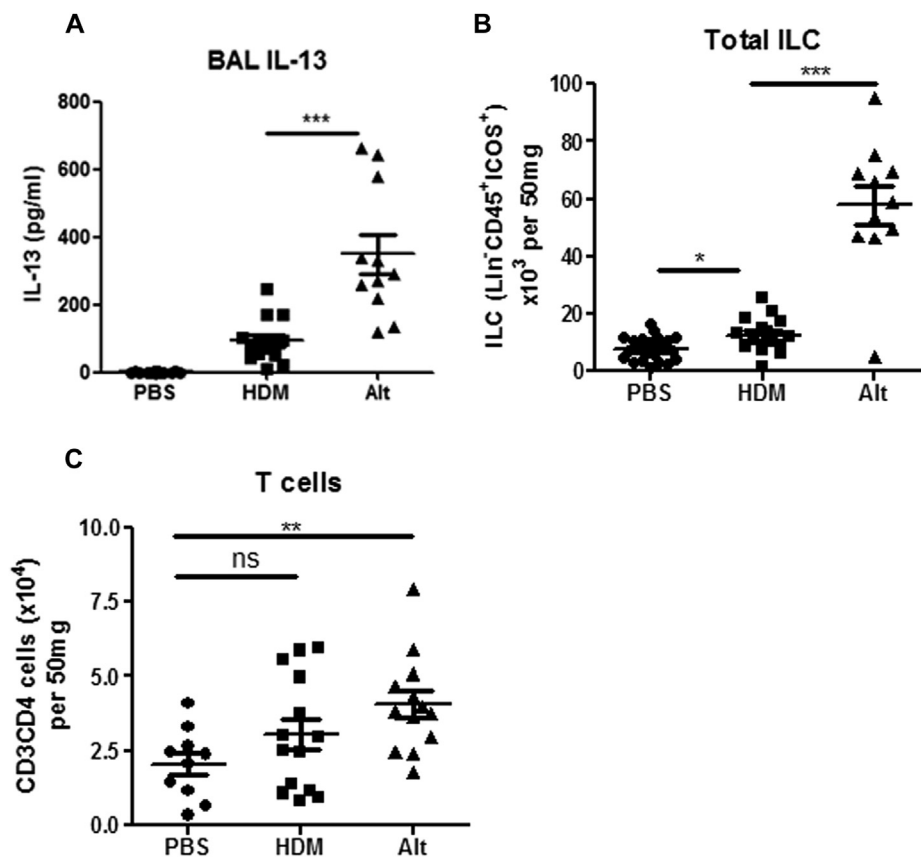 A
BAL IL-13
IL-13 (pg/ml)
800
600
400
200
0
***
PBS
HDM
Alt
B
Total ILC
ILC (LIn⁻CD45⁺ICOS⁺)
x10³ per 50mg
100
80
60
40
20
0
*
***
PBS
HDM
Alt
C
T cells
CD3CD4 cells (x10⁴)
per 50mg
10.0
7.5
5.0
2.5
0.0
**
ns
PBS
HDM
Alt